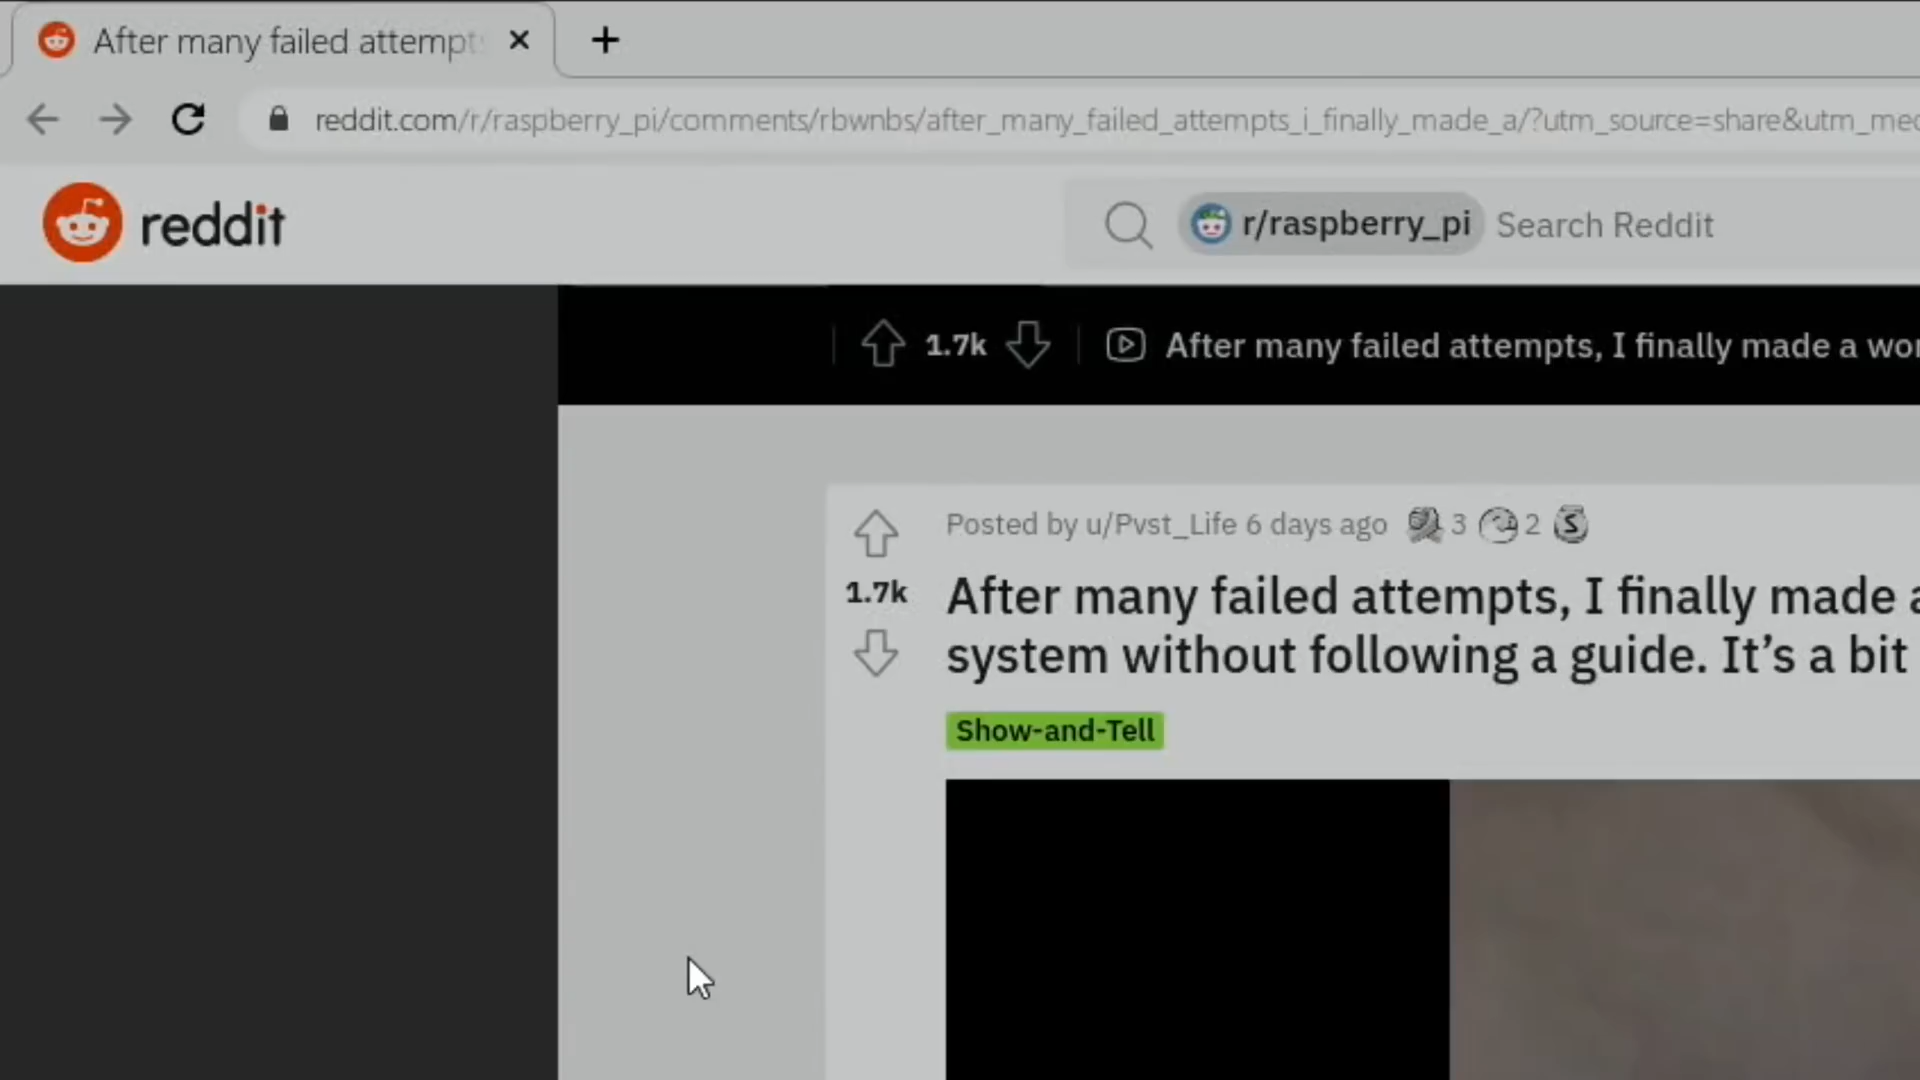 After many failed attempt
reddit.com/r/raspberry_pi/comments/rbwnbs/after_many_failed_attempts_i_finally_made_a/?utm_source=share&utm_med
reddit
r/raspberry_pi Search Reddit
1.7k After many failed attempts, I finally made a wor
Posted by u/Pvst_Life 6 days ago 3 2 S
1.7k
After many failed attempts, I finally made a
system without following a guide. It’s a bit
Show-and-Tell